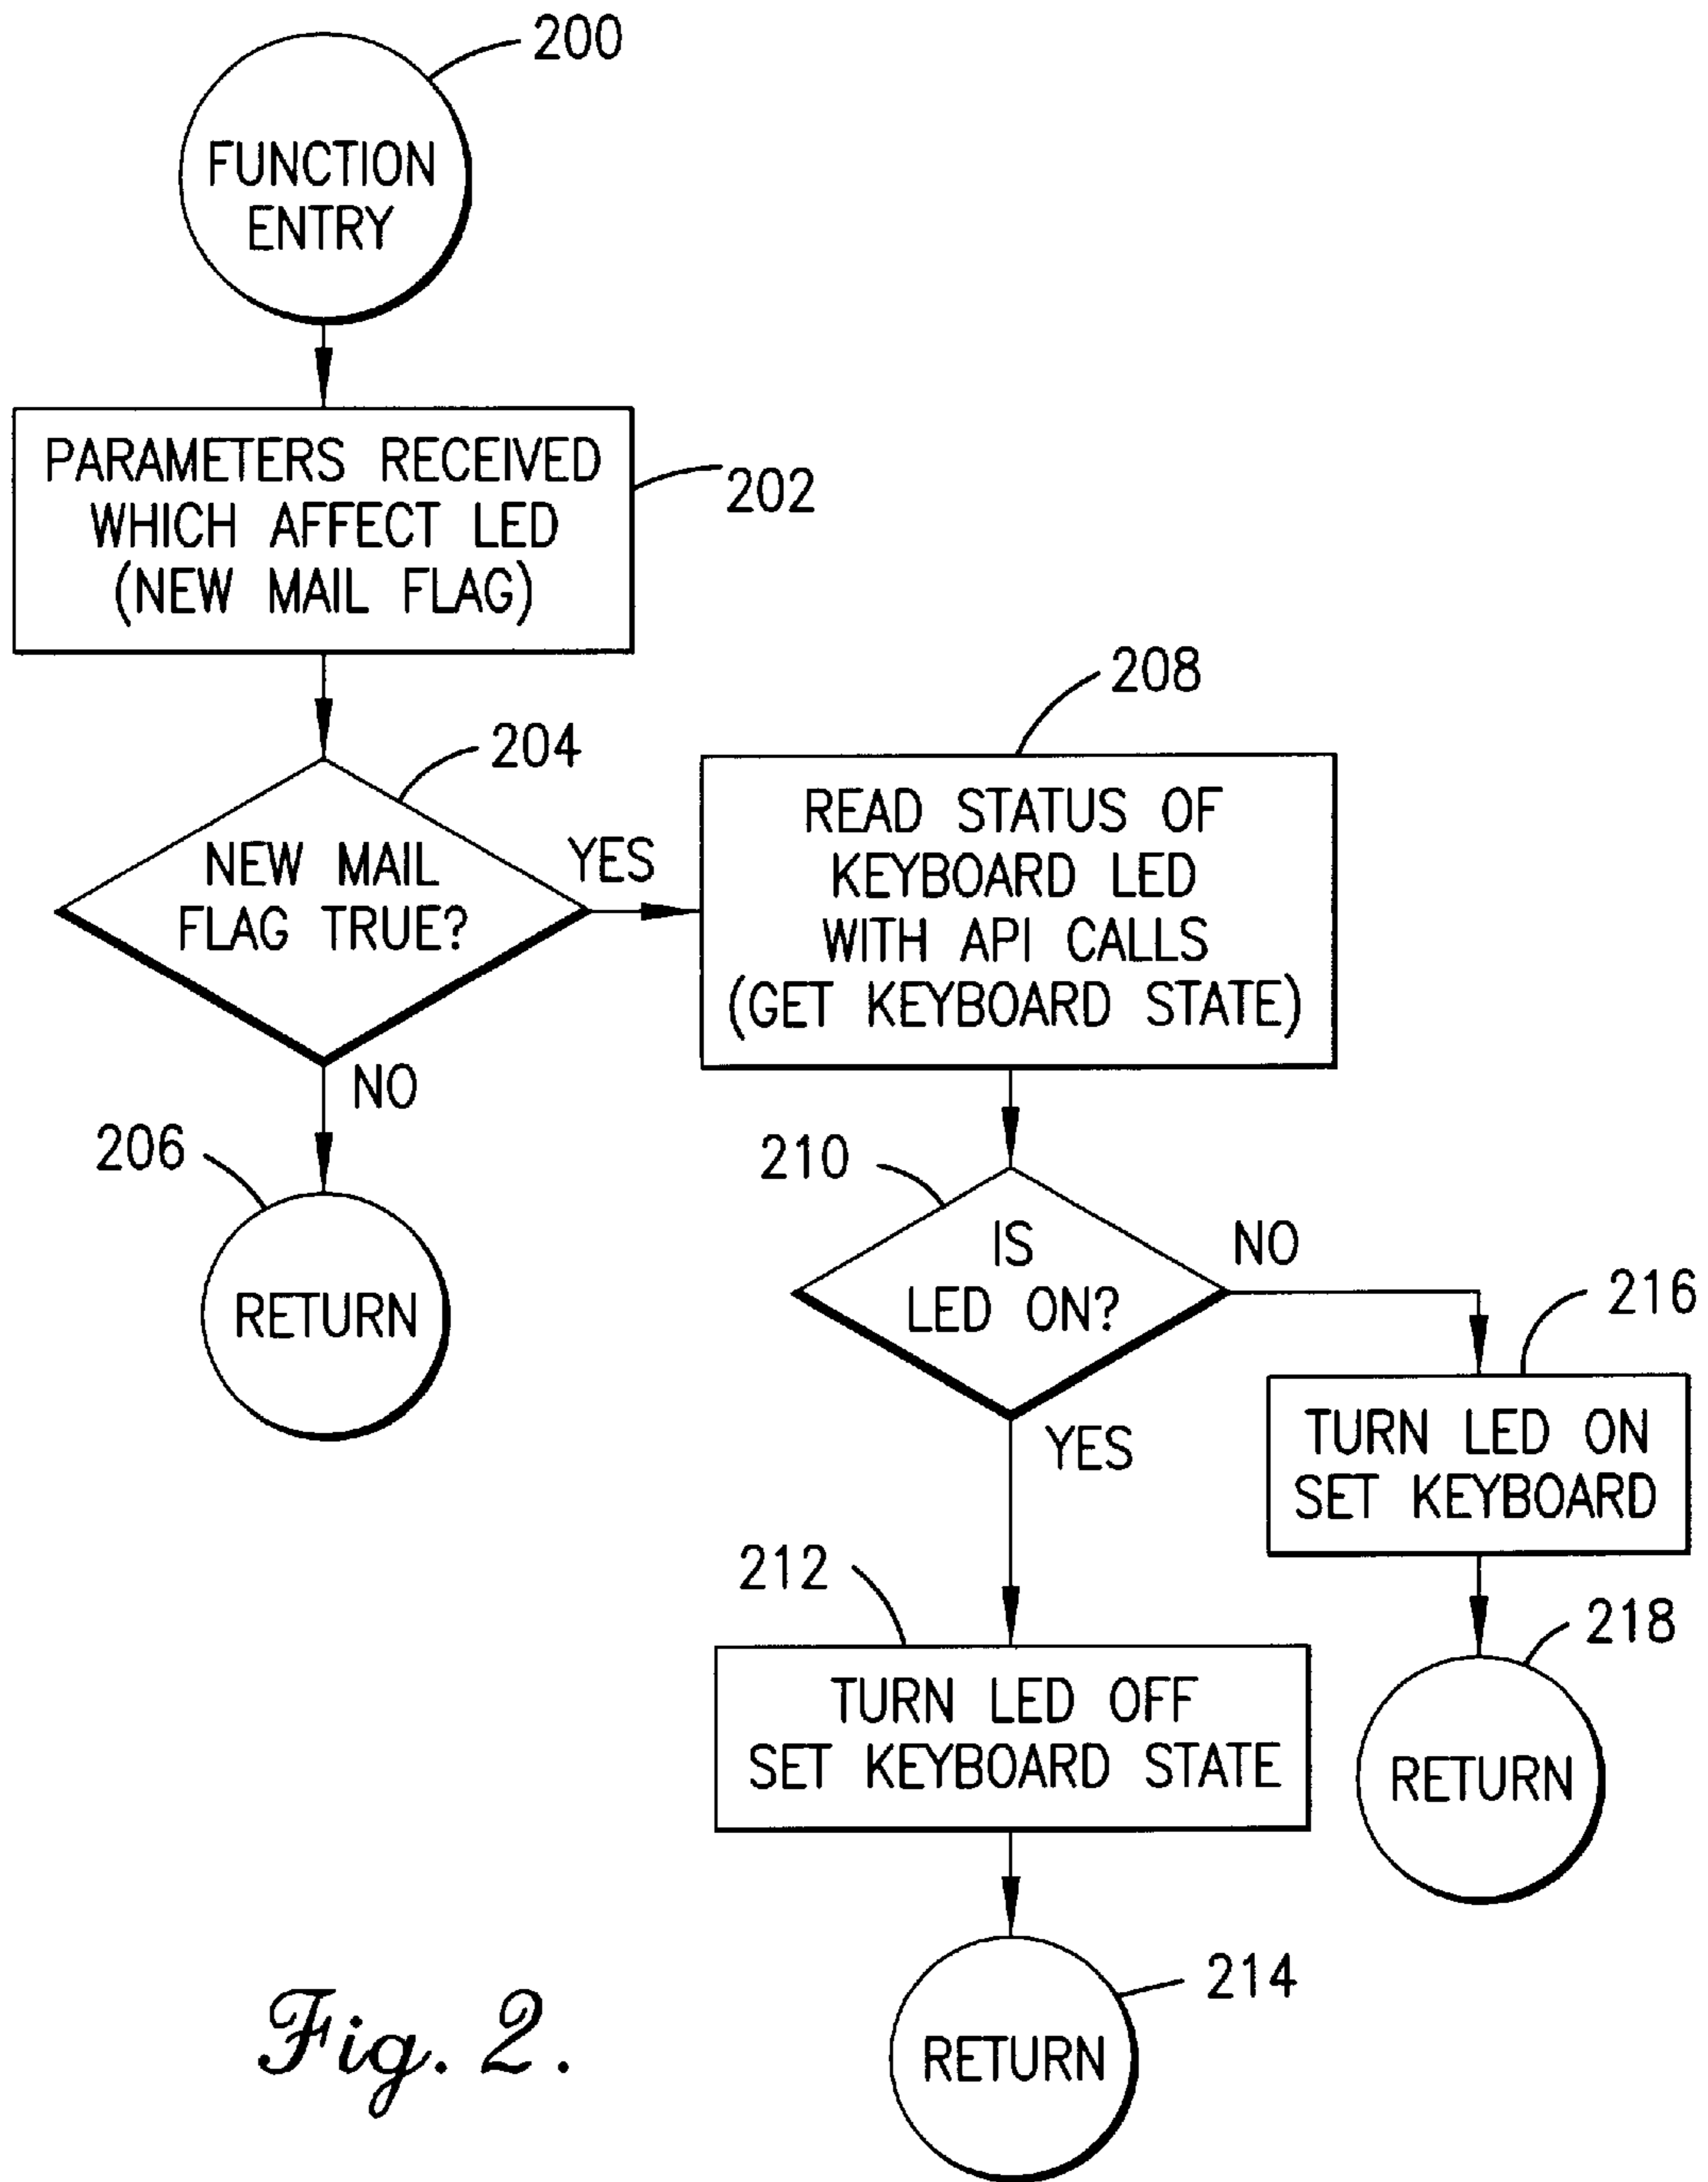 200
FUNCTION
ENTRY
PARAMETERS RECEIVED
WHICH AFFECT LED
(NEW MAIL FLAG)
202
204
NEW MAIL
FLAG TRUE?
YES
NO
208
READ STATUS OF
KEYBOARD LED
WITH API CALLS
(GET KEYBOARD STATE)
206
RETURN
210
IS
LED ON?
NO
YES
216
TURN LED ON
SET KEYBOARD
212
TURN LED OFF
SET KEYBOARD STATE
218
RETURN
214
RETURN
Fig. 2.